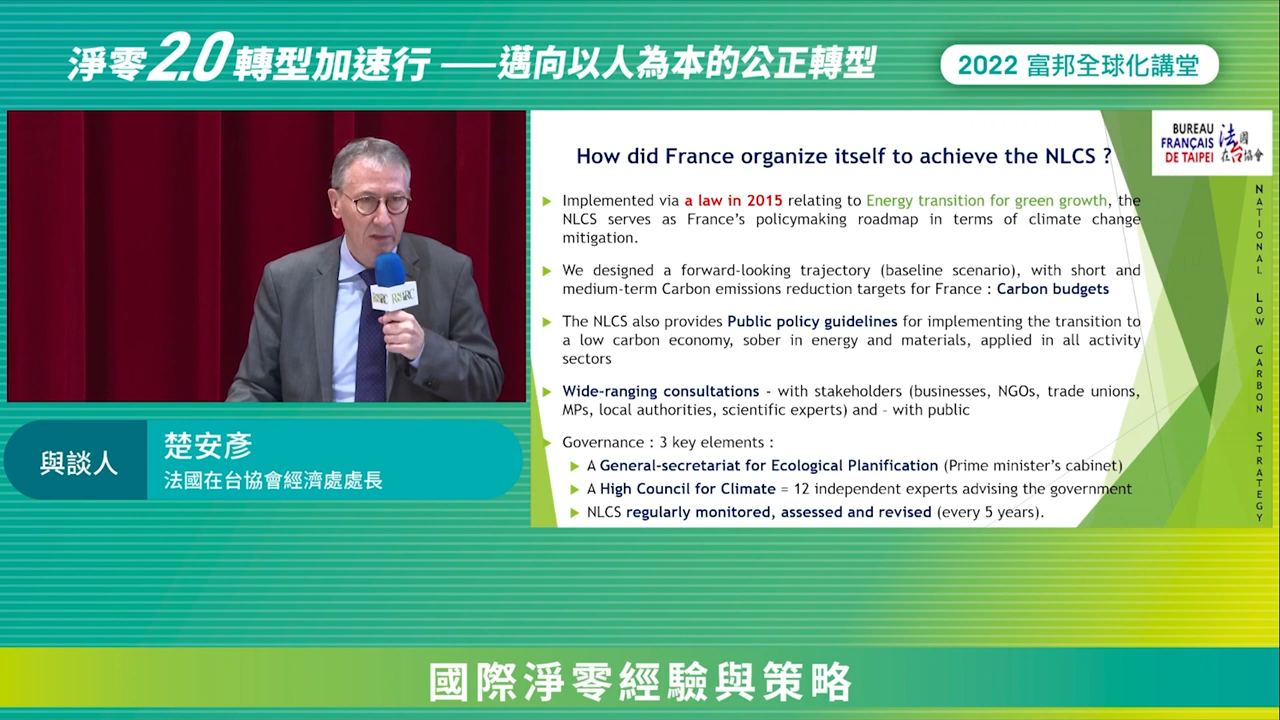 淨零2.0轉型加速行——邁向以人為本的公正轉型
2022 富邦全球化講堂
BUREAU
FRANÇAIS
DE TAIPEI
法國
在台協會
How did France organize itself to achieve the NLCS ?
Implemented via a law in 2015 relating to Energy transition for green growth, the
NLCS serves as France's policymaking roadmap in terms of climate change
mitigation.
We designed a forward-looking trajectory (baseline scenario), with short and
medium-term Carbon emissions reduction targets for France : Carbon budgets
The NLCS also provides Public policy guidelines for implementing the transition to
a low carbon economy, sober in energy and materials, applied in all activity
sectors
Wide-ranging consultations - with stakeholders (businesses, NGOs, trade unions,
MPs, local authorities, scientific experts) and - with public
Governance : 3 key elements :
A General-secretariat for Ecological Planification (Prime minister's cabinet)
A High Council for Climate = 12 independent experts advising the government
NLCS regularly monitored, assessed and revised (every 5 years).
NATIONAL LOW CARBON STRATEGY
RSPRC
與談人
楚安彥
法國在台協會經濟處處長
國際淨零經驗與策略